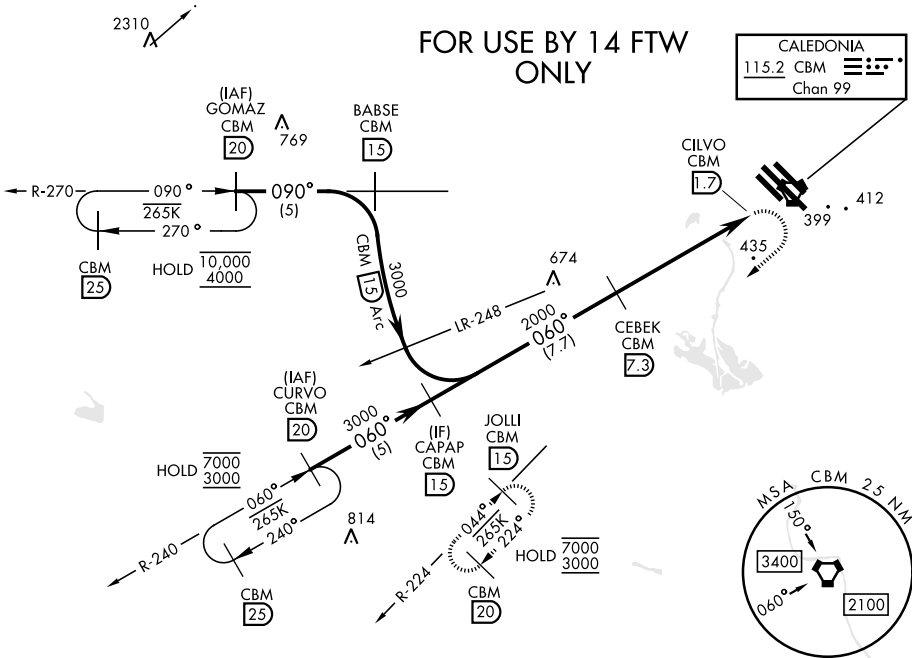 2310
FOR USE BY 14 FTW
ONLY
CALEDONIA
115.2 CBM
Chan 99
(IAF)
GOMAZ
CBM
20
769
BABSE
CBM
15
CILVO
CBM
1.7
R-270
090°
265K
270°
090°
(5)
399
412
435
CBM
25
HOLD 10,000
4000
CBM 15 Arc
3000
674
LR-248
2000
060°
(7.7)
CEBEK
CBM
7.3
(IAF)
CURVO
CBM
20
3000
060°
(5)
(IF)
CAPAP
CBM
15
JOLLI
CBM
15
HOLD 7000
3000
060°
265K
240°
R-240
814
044°
265K
224°
R-224
HOLD 7000
3000
CBM
25
CBM
20
MSA CBM 25 NM
150°
3400
060°
2100